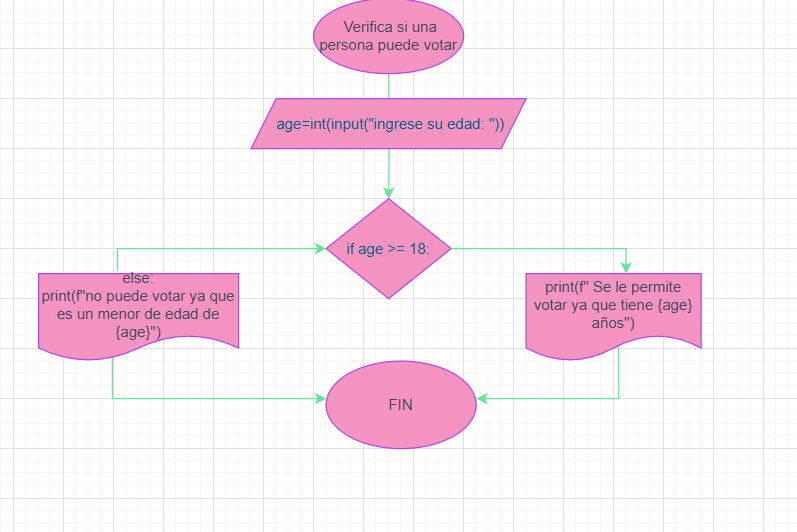 Verifica si una
persona puede votar
age=int(input("ingrese su edad: "))
if age >= 18:
else:
print(f"no puede votar ya que
es un menor de edad de
{age}")
print(f" Se le permite
votar ya que tiene {age}
años")
FIN